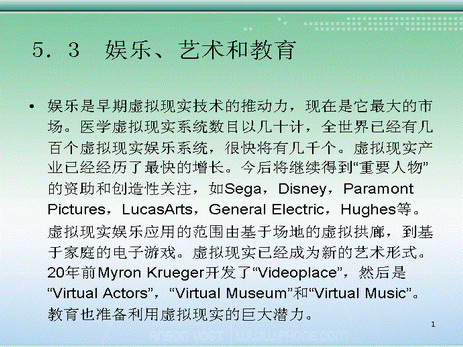 5．3 娱乐、艺术和教育
• 娱乐是早期虚拟现实技术的推动力，现在是它最大的市
场。医学虚拟现实系统数目以几十计，全世界已经有几
百个虚拟现实娱乐系统，很快将有几千个。虚拟现实产
业已经经历了最快的增长。今后将继续得到“重要人物”
的资助和创造性关注，如Sega，Disney，Paramont
Pictures，LucasArts，General Electric，Hughes等。
虚拟现实娱乐应用的范围由基于场地的虚拟拱廊，到基
于家庭的电子游戏。虚拟现实已经成为新的艺术形式。
20年前Myron Krueger开发了“Videoplace”，然后是
“Virtual Actors”，“Virtual Museum”和“Virtual Music”。
教育也准备利用虚拟现实的巨大潜力。
1